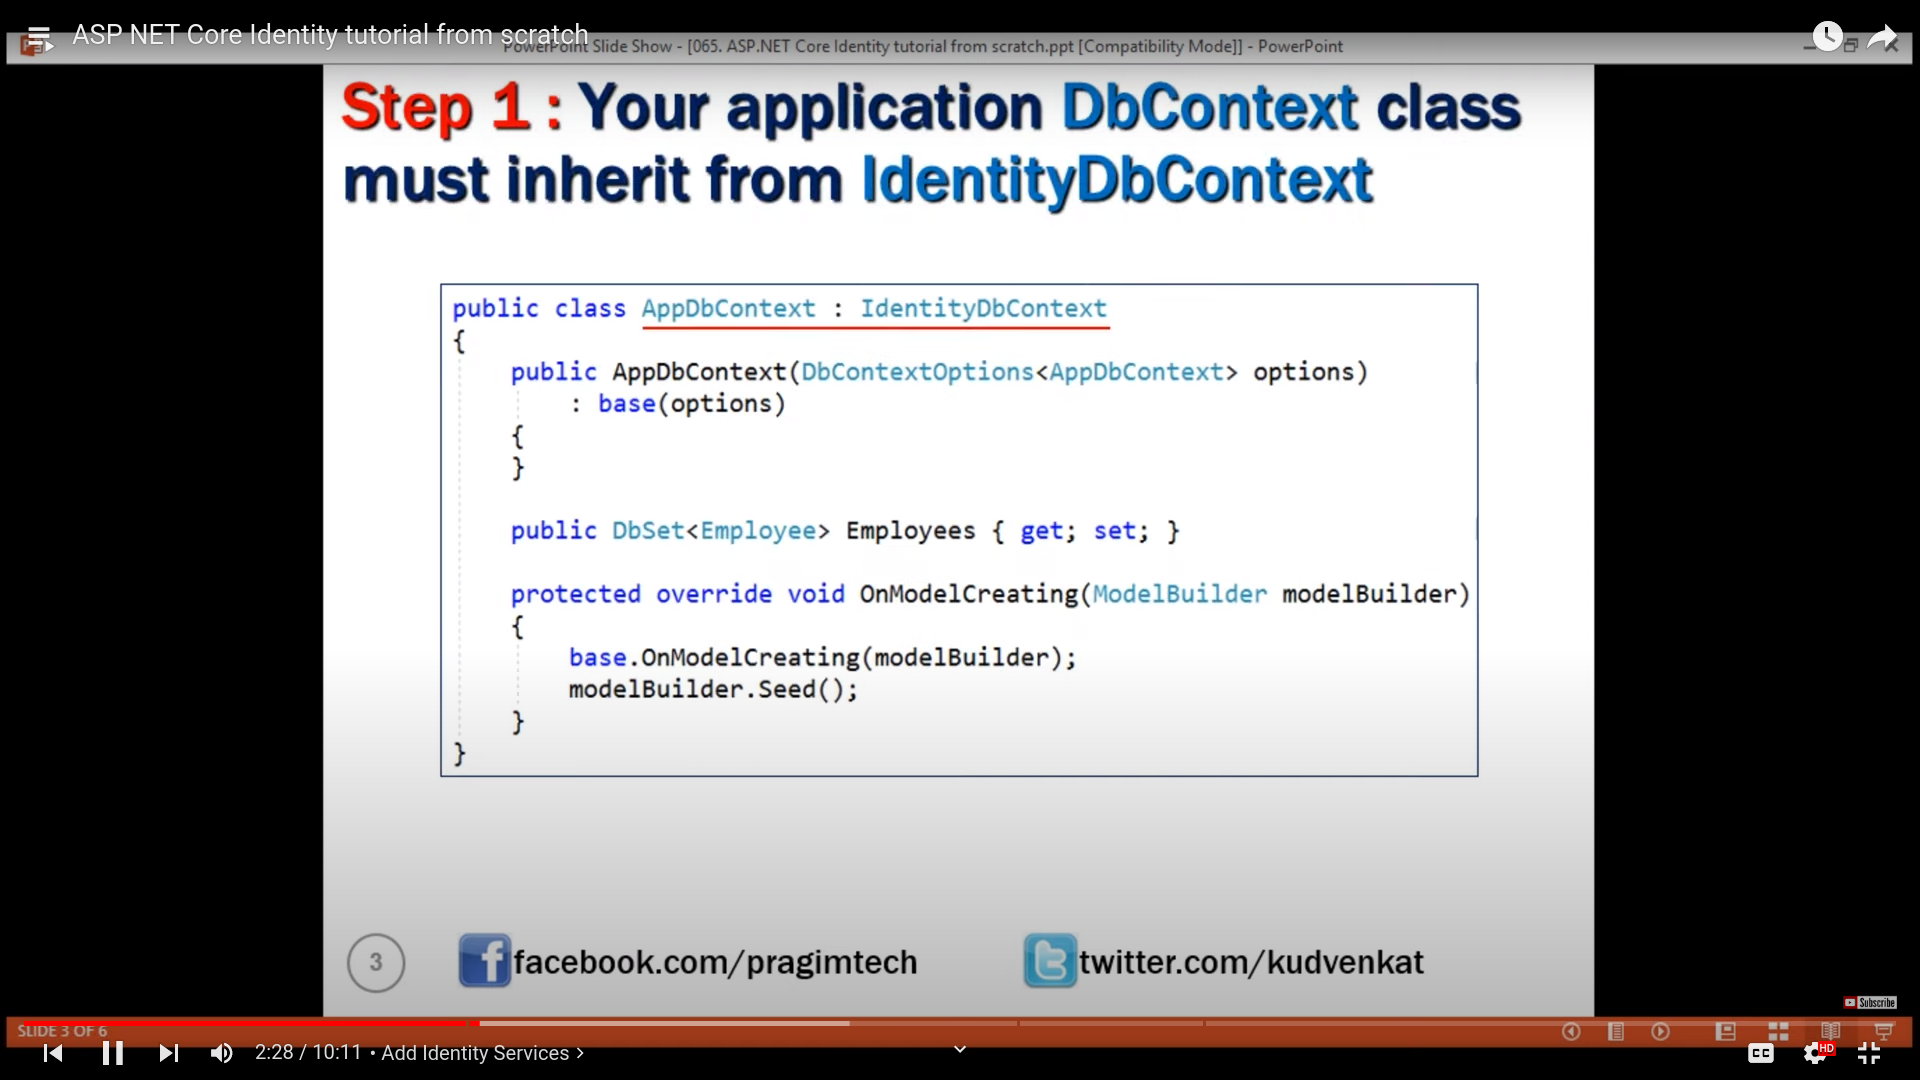 ASP NET Core Identity tutorial from scratch
PowerPoint Slide Show - [065. ASP.NET Core Identity tutorial from scratch.ppt [Compatibility Mode]] - PowerPoint
Step 1 : Your application DbContext class
must inherit from IdentityDbContext
public class AppDbContext : IdentityDbContext
{
public AppDbContext(DbContextOptions<AppDbContext> options)
: base(options)
{
}
public DbSet<Employee> Employees { get; set; }
protected override void OnModelCreating(ModelBuilder modelBuilder)
{
base.OnModelCreating(modelBuilder);
modelBuilder.Seed();
}
}
3
facebook.com/pragimtech
twitter.com/kudvenkat
Subscribe
SLIDE 3 OF 6
2:28 / 10:11 • Add Identity Services >
CC
HD